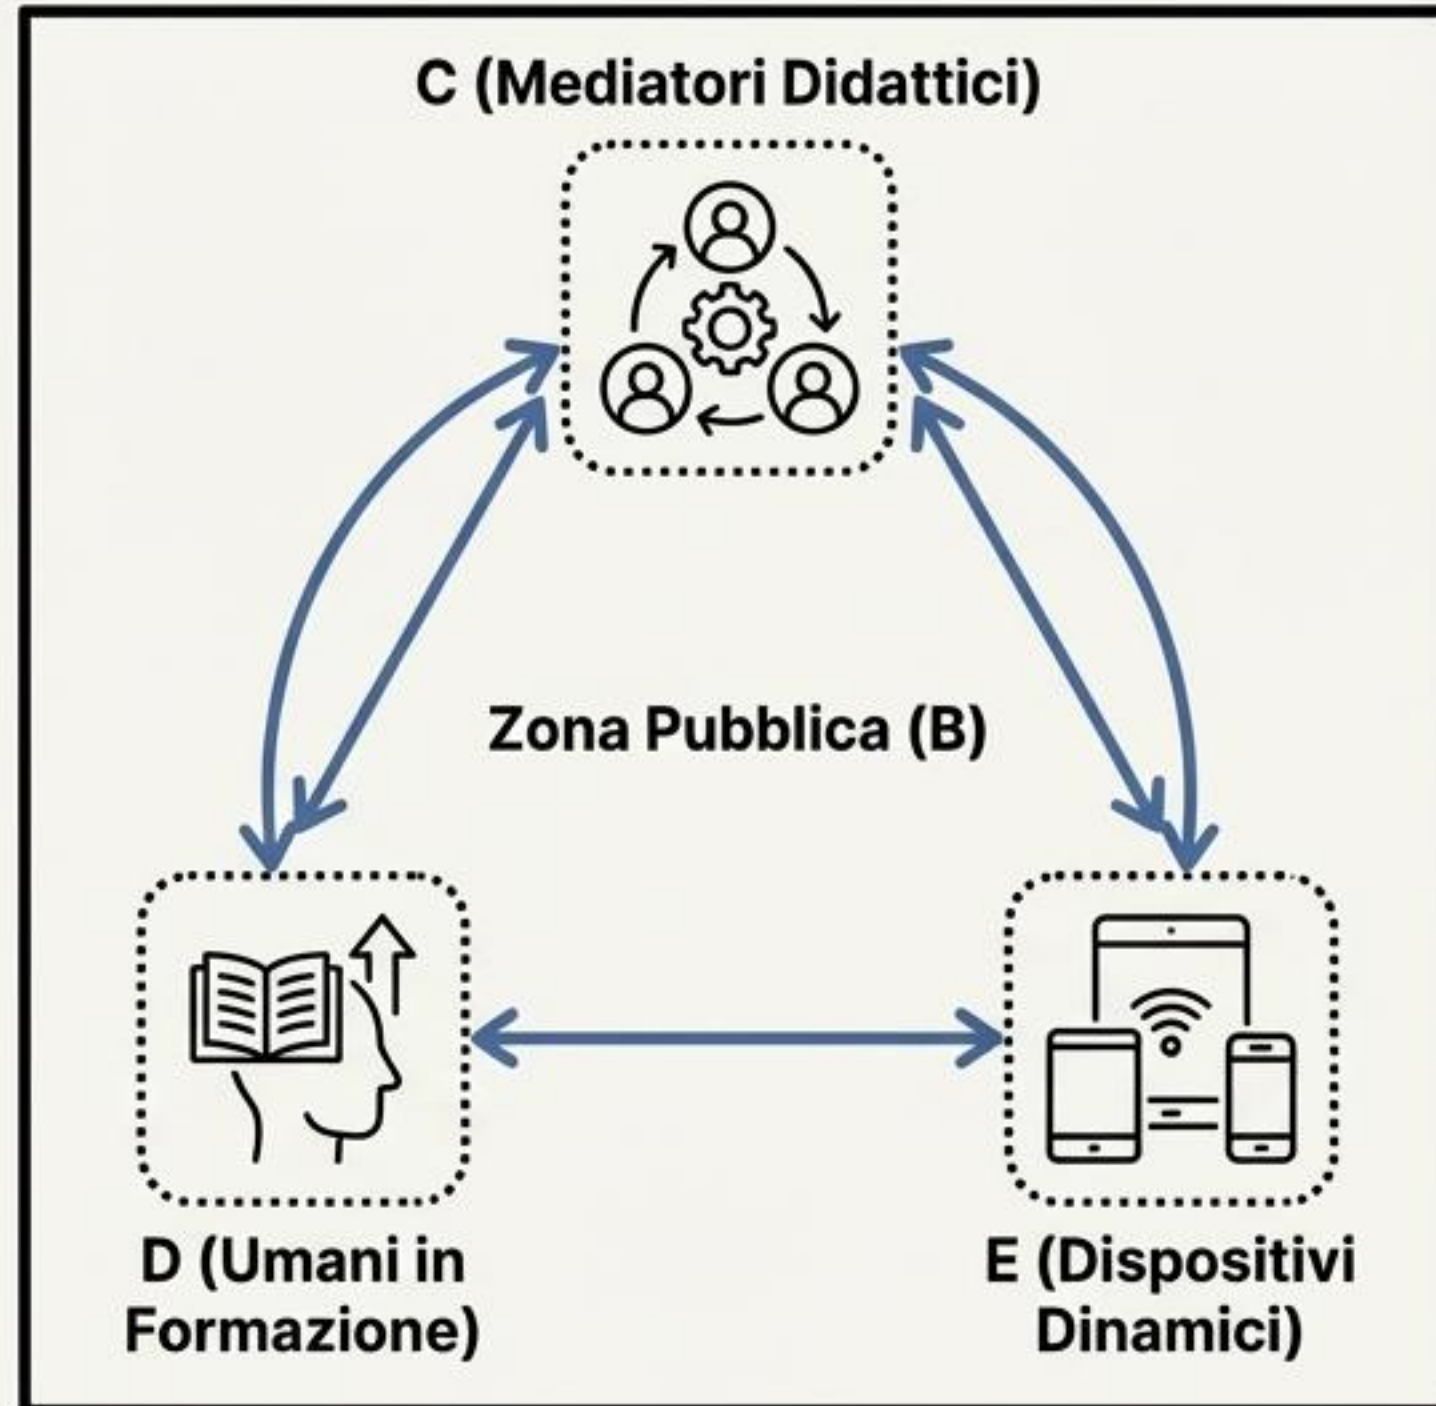 C (Mediatori Didattici)
Zona Pubblica (B)
D (Umani in
Formazione)
E (Dispositivi
Dinamici)